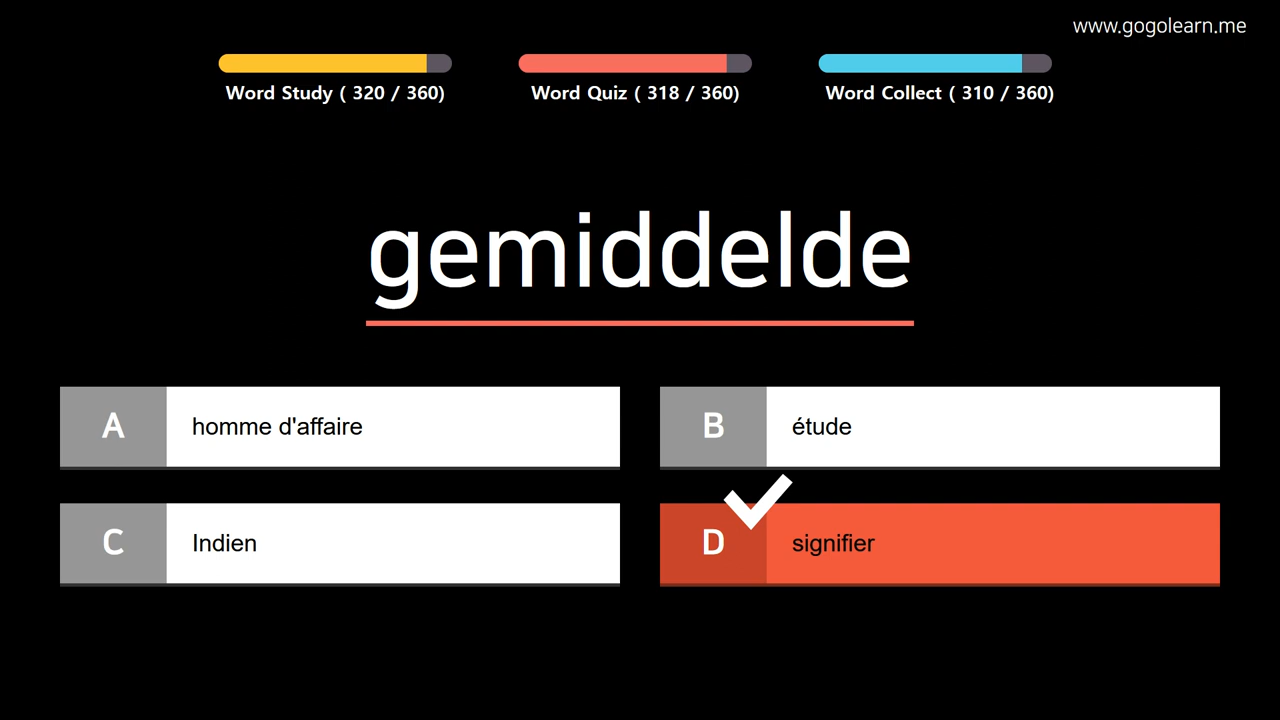 www.gogolearn.me
Word Study ( 320 / 360)
Word Quiz ( 318 / 360)
Word Collect ( 310 / 360)
gemiddelde
A homme d'affaire
B étude
C Indien
D signifier